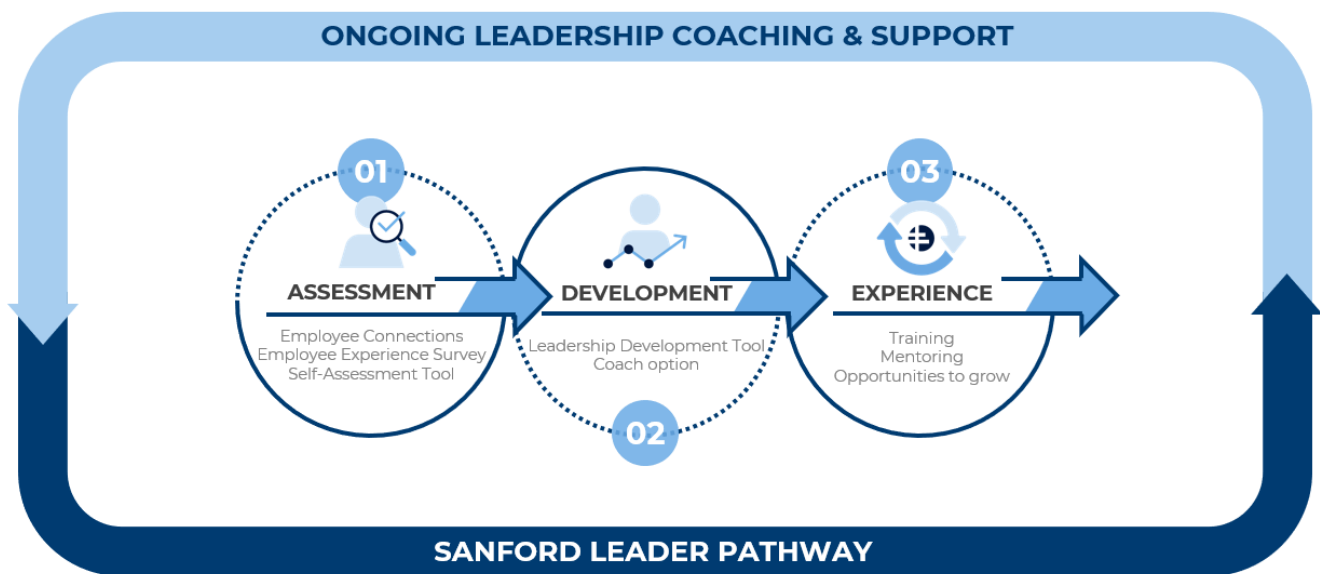 ONGOING LEADERSHIP COACHING & SUPPORT
01
ASSESSMENT
Employee Connections
Employee Experience Survey
Self-Assessment Tool
DEVELOPMENT
Leadership Development Tool
Coach option
02
03
EXPERIENCE
Training
Mentoring
Opportunities to grow
SANFORD LEADER PATHWAY